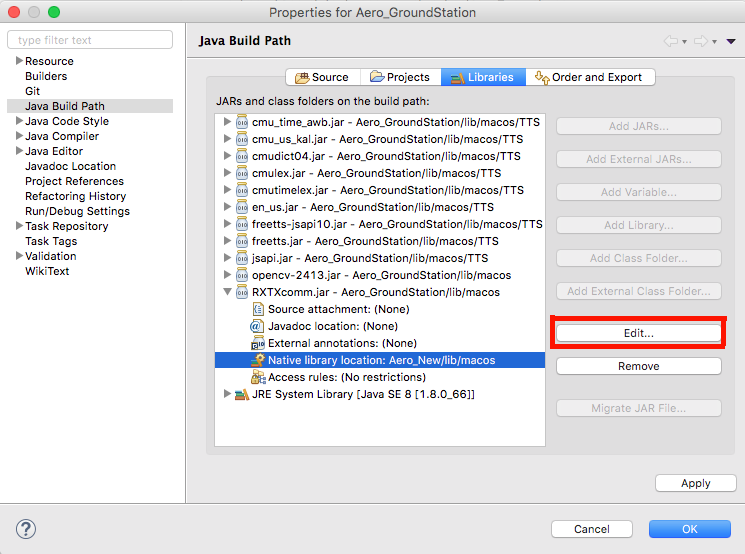 Properties for Aero_GroundStation
type filter text
Resource
Builders
Git
Java Build Path
Java Code Style
Java Compiler
Java Editor
Javadoc Location
Project References
Refactoring History
Run/Debug Settings
Task Repository
Task Tags
Validation
WikiText
Java Build Path
Source
Projects
Libraries
Order and Export
JARs and class folders on the build path:
cmu_time_awb.jar - Aero_GroundStation/lib/macos/TTS
cmu_us_kal.jar - Aero_GroundStation/lib/macos/TTS
cmudict04.jar - Aero_GroundStation/lib/macos/TTS
cmulex.jar - Aero_GroundStation/lib/macos/TTS
cmutimelex.jar - Aero_GroundStation/lib/macos/TTS
en_us.jar - Aero_GroundStation/lib/macos/TTS
freetts-jsapi10.jar - Aero_GroundStation/lib/macos/TTS
freetts.jar - Aero_GroundStation/lib/macos/TTS
jsapi.jar - Aero_GroundStation/lib/macos/TTS
opencv-2413.jar - Aero_GroundStation/lib/macos
RXTXcomm.jar - Aero_GroundStation/lib/macos
Source attachment: (None)
Javadoc location: (None)
External annotations: (None)
Native library location: Aero_New/lib/macos
Access rules: (No restrictions)
JRE System Library [Java SE 8 [1.8.0_66]]
Add JARs...
Add External JARs...
Add Variable...
Add Library...
Add Class Folder...
Add External Class Folder...
Edit...
Remove
Migrate JAR File...
Apply
?
Cancel
OK